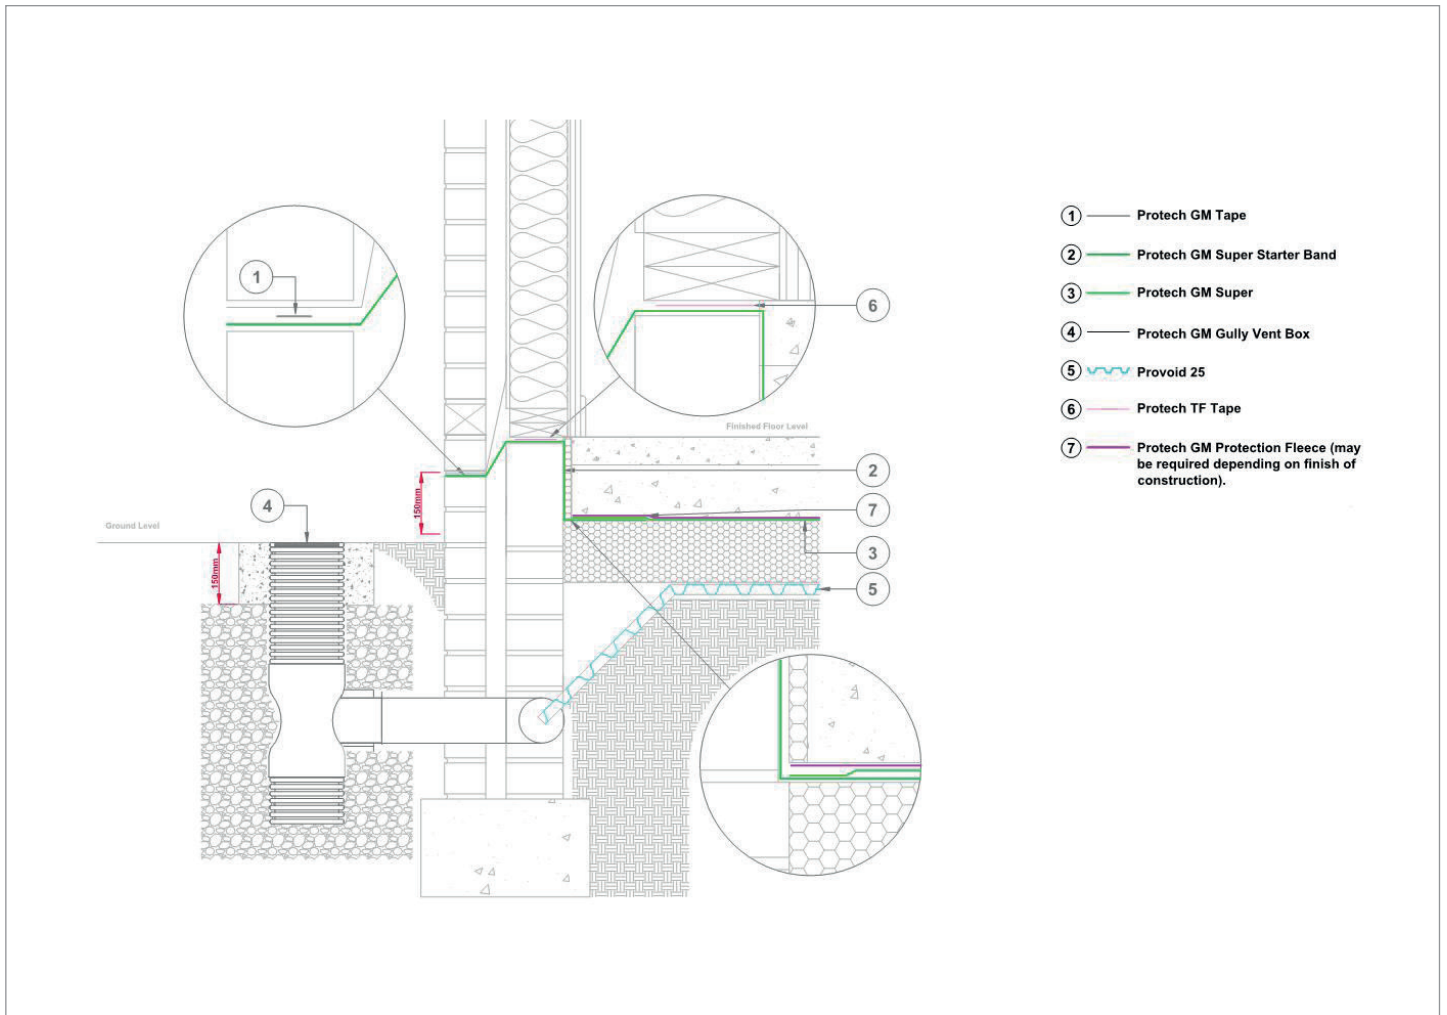 1
6
Finished Floor Level
2
150mm
4
7
Ground Level
3
150mm
5
1 Protech GM Tape
2 Protech GM Super Starter Band
3 Protech GM Super
4 Protech GM Gully Vent Box
5 Provoid 25
6 Protech TF Tape
7 Protech GM Protection Fleece (may
be required depending on finish of
construction).